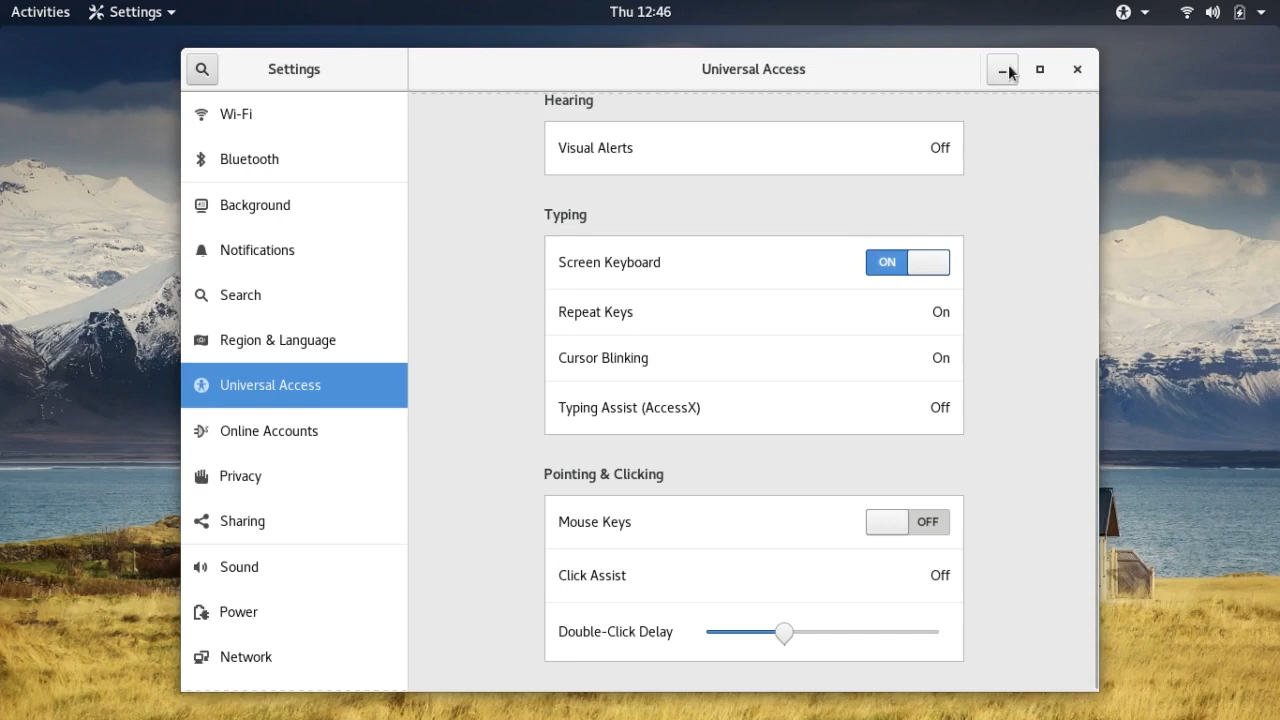 Activities Settings Thu 12:46
Settings Universal Access
Wi-Fi
Bluetooth
Background
Notifications
Search
Region & Language
Universal Access
Online Accounts
Privacy
Sharing
Sound
Power
Network
Hearing
Visual Alerts Off
Typing
Screen Keyboard ON
Repeat Keys On
Cursor Blinking On
Typing Assist (AccessX) Off
Pointing & Clicking
Mouse Keys OFF
Click Assist Off
Double-Click Delay